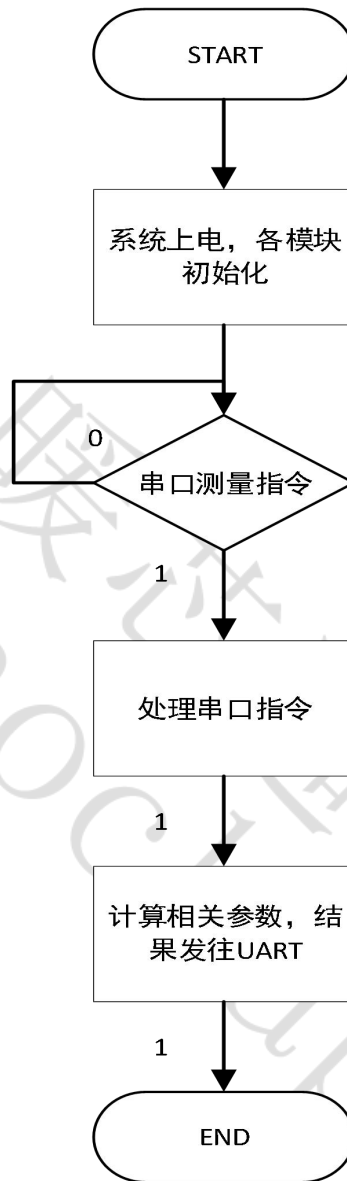 START
系统上电，各模块
初始化
0
串口测量指令
1
处理串口指令
1
计算相关参数，结
果发往UART
1
END